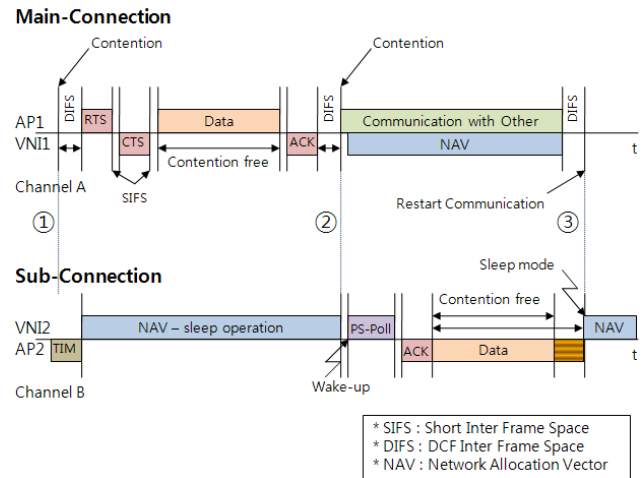 Main-Connection
Contention
Contention
DIFS
DIFS
DIFS
AP1
RTS
Data
Communication with Other
VNI1
CTS
ACK
NAV
t
Contention free
Channel A
SIFS
Restart Communication
①
②
③
Sub-Connection
Sleep mode
Contention free
VNI2
NAV – sleep operation
PS-Poll
NAV
AP2
TIM
ACK
Data
t
Wake-up
Channel B
* SIFS : Short Inter Frame Space
* DIFS : DCF Inter Frame Space
* NAV : Network Allocation Vector